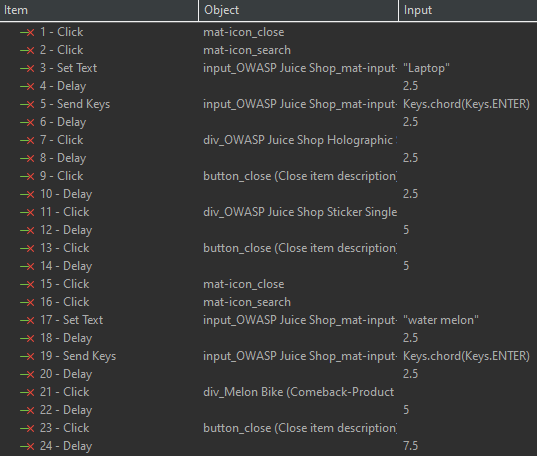 Item Object Input
1 - Click mat-icon_close
2 - Click mat-icon_search
3 - Set Text input_OWASP Juice Shop_mat-input- "Laptop"
4 - Delay 2.5
5 - Send Keys input_OWASP Juice Shop_mat-input- Keys.chord(Keys.ENTER)
6 - Delay 2.5
7 - Click div_OWASP Juice Shop Holographic
8 - Delay 2.5
9 - Click button_close (Close item description)
10 - Delay 2.5
11 - Click div_OWASP Juice Shop Sticker Single
12 - Delay 5
13 - Click button_close (Close item description)
14 - Delay 5
15 - Click mat-icon_close
16 - Click mat-icon_search
17 - Set Text input_OWASP Juice Shop_mat-input- "water melon"
18 - Delay 2.5
19 - Send Keys input_OWASP Juice Shop_mat-input- Keys.chord(Keys.ENTER)
20 - Delay 2.5
21 - Click div_Melon Bike (Comeback-Product
22 - Delay 5
23 - Click button_close (Close item description)
24 - Delay 7.5